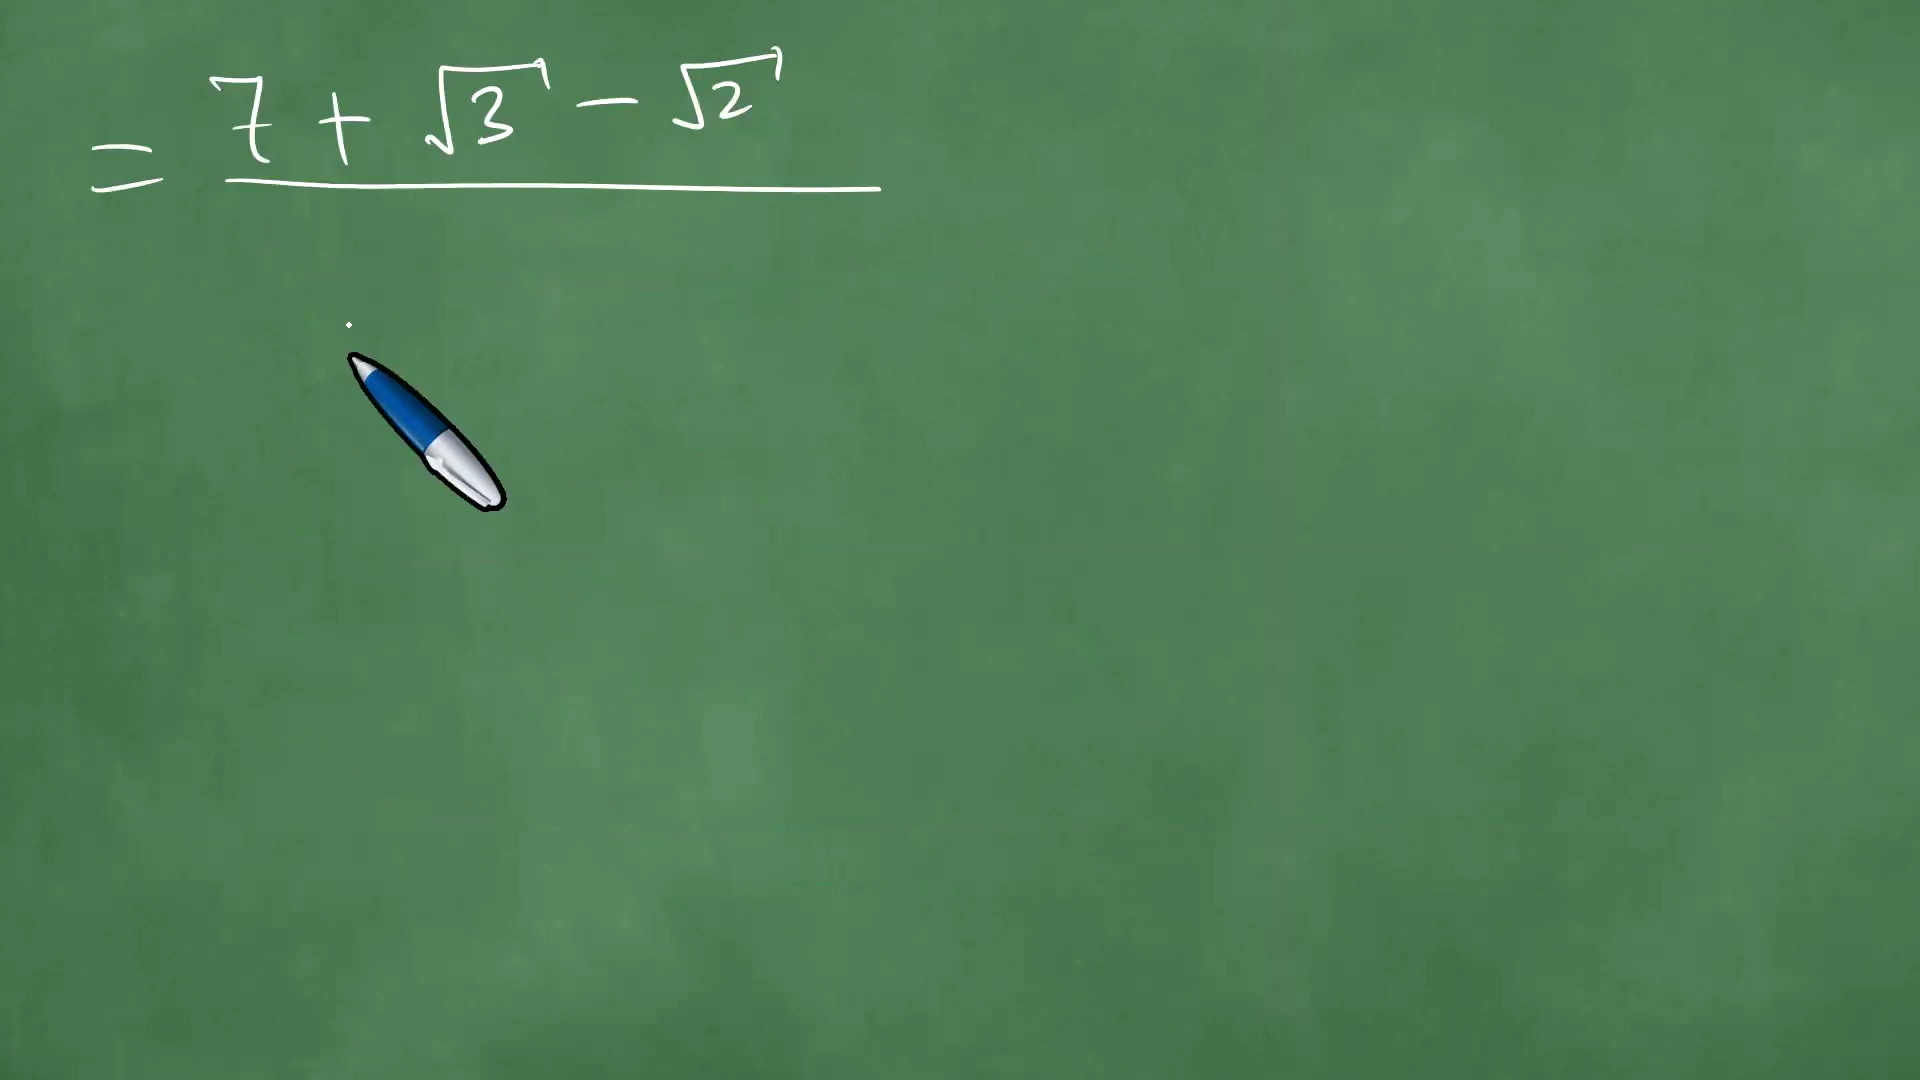 = 7 + √3 - √2